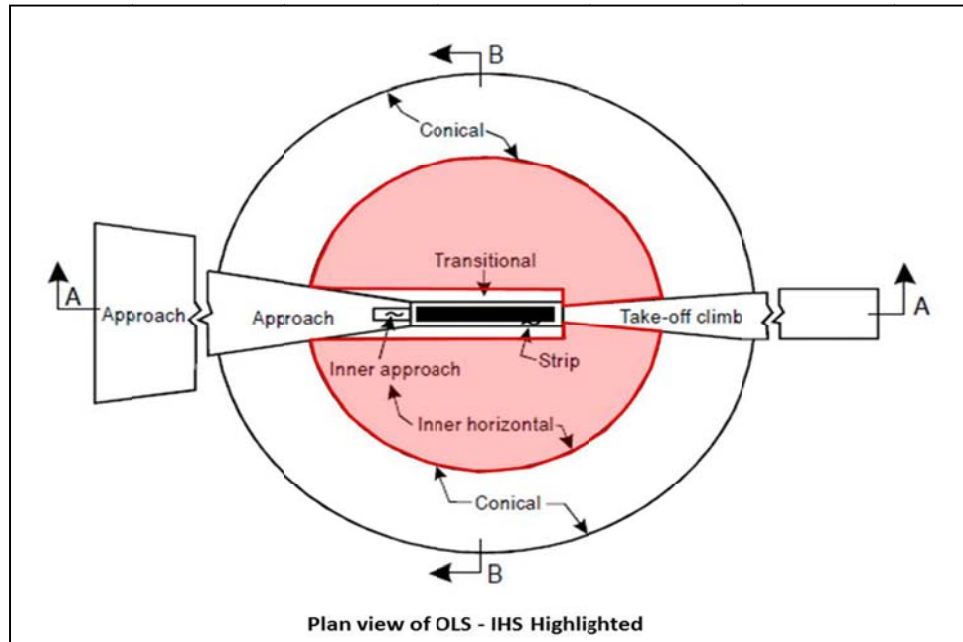 B
Conical
Transitional
A
Approach
Approach
Take-off climb
A
Inner approach
Strip
Inner horizontal
Conical
B
Plan view of OLS - IHS Highlighted